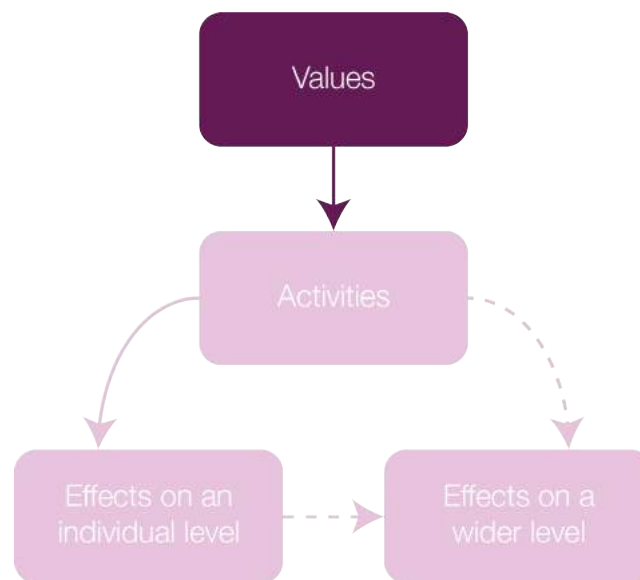 Values
Activities
Effects on an
individual level
Effects on a
wider level